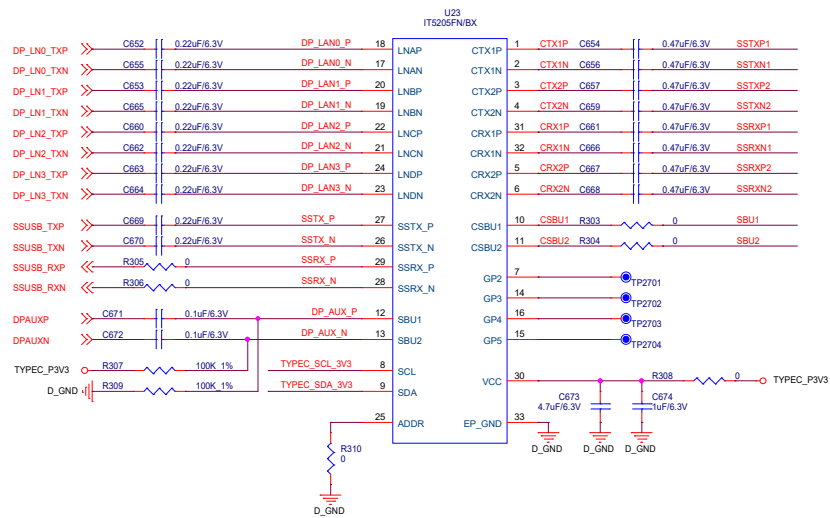 U23
IT5205FN/BX
DP_LN0_TXP C652 0.22uF/6.3V DP_LAN0_P 18 LNAP CTX1P 1 CTX1P C654 0.47uF/6.3V SSTXP1
DP_LN0_TXN C655 0.22uF/6.3V DP_LAN0_N 17 LNAN CTX1N 2 CTX1N C656 0.47uF/6.3V SSTXN1
DP_LN1_TXP C653 0.22uF/6.3V DP_LAN1_P 20 LNBP CTX2P 3 CTX2P C657 0.47uF/6.3V SSTXP2
DP_LN1_TXN C665 0.22uF/6.3V DP_LAN1_N 19 LNBN CTX2N 4 CTX2N C659 0.47uF/6.3V SSTXN2
DP_LN2_TXP C660 0.22uF/6.3V DP_LAN2_P 22 LNCP CRX1P 31 CRX1P C661 0.47uF/6.3V SSRXP1
DP_LN2_TXN C662 0.22uF/6.3V DP_LAN2_N 21 LNCN CRX1N 32 CRX1N C666 0.47uF/6.3V SSRXN1
DP_LN3_TXP C663 0.22uF/6.3V DP_LAN3_P 24 LNDP CRX2P 5 CRX2P C667 0.47uF/6.3V SSRXP2
DP_LN3_TXN C664 0.22uF/6.3V DP_LAN3_N 23 LNDN CRX2N 6 CRX2N C668 0.47uF/6.3V SSRXN2
SSUSB_TXP C669 0.22uF/6.3V SSTX_P 27 SSTX_P CSBU1 10 CSBU1 R303 0 SBU1
SSUSB_TXN C670 0.22uF/6.3V SSTX_N 26 SSTX_N CSBU2 11 CSBU2 R304 0 SBU2
SSUSB_RXP R305 0 SSRX_P 29 SSRX_P GP2 7 TP2701
SSUSB_RXN R306 0 SSRX_N 28 SSRX_N GP3 14 TP2702
DPAUXP C671 0.1uF/6.3V DP_AUX_P 12 SBU1 GP4 16 TP2703
DPAUXN C672 0.1uF/6.3V DP_AUX_N 13 SBU2 GP5 15 TP2704
TYPEC_P3V3 R307 100K_1% TYPEC_SCL_3V3 8 SCL VCC 30 R308 0 TYPEC_P3V3
D_GND R309 100K_1% TYPEC_SDA_3V3 9 SDA C673 4.7uF/6.3V C674 1uF/6.3V
25 ADDR EP_GND 33
D_GND D_GND D_GND
R310
0
D_GND